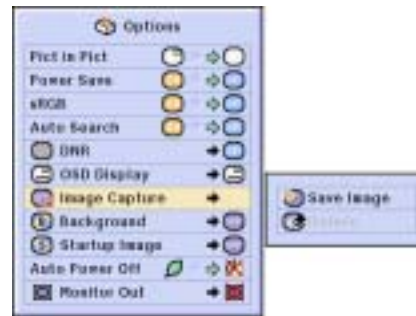 Options
Pict in Pict
Power Save
sRGB
Auto Search
DNR
OSD Display
Image Capture
Background
Startup Image
Auto Power Off
Monitor Out
Save Image